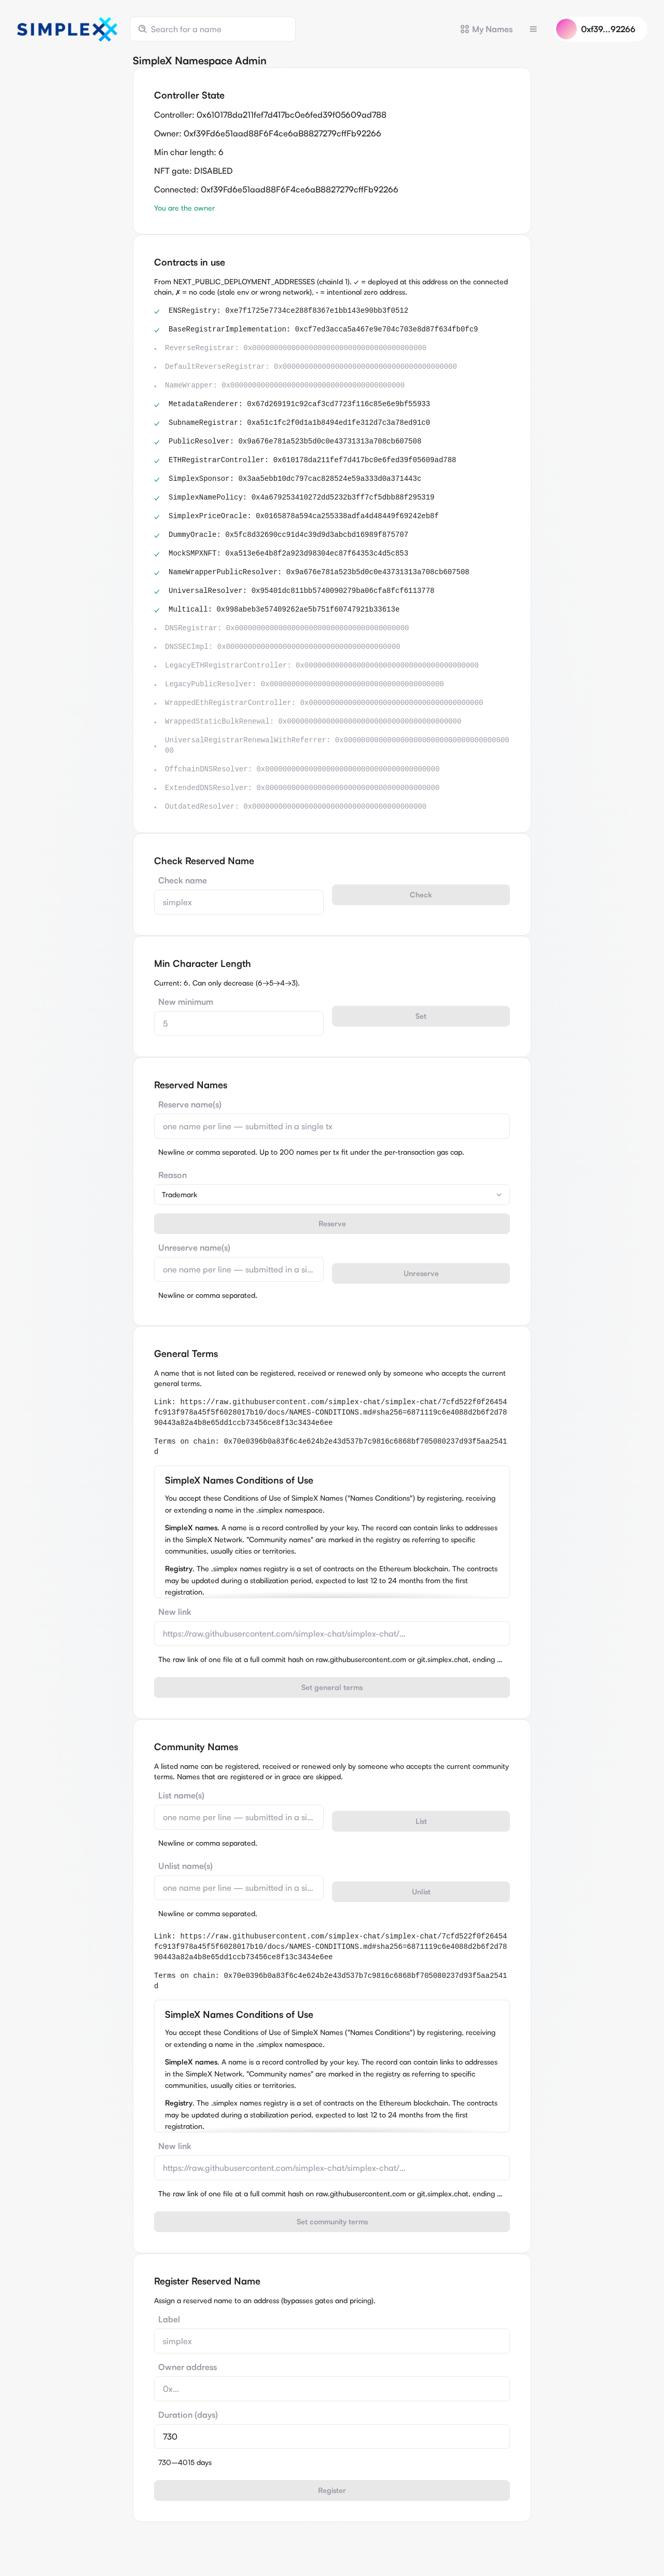 SIMPLEX
Search for a name
My Names
0xf39...92266
SimpleX Namespace Admin
Controller State
Controller: 0x610178da211fef7d417bc0e6fed39f05609ad788
Owner: 0xf39Fd6e51aad88F6F4ce6aB8827279cffFb92266
Min char length: 6
NFT gate: DISABLED
Connected: 0xf39Fd6e51aad88F6F4ce6aB8827279cffFb92266
You are the owner
Contracts in use
From NEXT_PUBLIC_DEPLOYMENT_ADDRESSES (chainId 1). ✓ = deployed at this address on the connected
chain, ✗ = no code (stale env or wrong network), • = intentional zero address.
✓ ENSRegistry: 0xe7f1725e7734ce288f8367e1bb143e90bb3f0512
✓ BaseRegistrarImplementation: 0xcf7ed3acca5a467e9e704c703e8d87f634fb0fc9
• ReverseRegistrar: 0x0000000000000000000000000000000000000000
• DefaultReverseRegistrar: 0x0000000000000000000000000000000000000000
• NameWrapper: 0x0000000000000000000000000000000000000000
✓ MetadataRenderer: 0x67d269191c92caf3cd7723f116c85e6e9bf55933
✓ SubnameRegistrar: 0xa51c1fc2f0d1a1b8494ed1fe312d7c3a78ed91c0
✓ PublicResolver: 0x9a676e781a523b5d0c0e43731313a708cb607508
✓ ETHRegistrarController: 0x610178da211fef7d417bc0e6fed39f05609ad788
✓ SimplexSponsor: 0x3aa5ebb10dc797cac828524e59a333d0a371443c
✓ SimplexNamePolicy: 0x4a679253410272dd5232b3ff7cf5dbb88f295319
✓ SimplexPriceOracle: 0x0165878a594ca255338adfa4d48449f69242eb8f
✓ DummyOracle: 0x5fc8d32690cc91d4c39d9d3abcbd16989f875707
✓ MockSMPXNFT: 0xa513e6e4b8f2a923d98304ec87f64353c4d5c853
✓ NameWrapperPublicResolver: 0x9a676e781a523b5d0c0e43731313a708cb607508
✓ UniversalResolver: 0x95401dc811bb5740090279ba06cfa8fcf6113778
✓ Multicall: 0x998abeb3e57409262ae5b751f60747921b33613e
• DNSRegistrar: 0x0000000000000000000000000000000000000000
• DNSSECImpl: 0x0000000000000000000000000000000000000000
• LegacyETHRegistrarController: 0x0000000000000000000000000000000000000000
• LegacyPublicResolver: 0x0000000000000000000000000000000000000000
• WrappedEthRegistrarController: 0x0000000000000000000000000000000000000000
• WrappedStaticBulkRenewal: 0x0000000000000000000000000000000000000000
• UniversalRegistrarRenewalWithReferrer: 0x00000000000000000000000000000000000000
00
• OffchainDNSResolver: 0x0000000000000000000000000000000000000000
• ExtendedDNSResolver: 0x0000000000000000000000000000000000000000
• OutdatedResolver: 0x0000000000000000000000000000000000000000
Check Reserved Name
Check name
simplex
Check
Min Character Length
Current: 6. Can only decrease (6→5→4→3).
New minimum
5
Set
Reserved Names
Reserve name(s)
one name per line — submitted in a single tx
Newline or comma separated. Up to 200 names per tx fit under the per-transaction gas cap.
Reason
Trademark
Reserve
Unreserve name(s)
one name per line — submitted in a si...
Unreserve
Newline or comma separated.
General Terms
A name that is not listed can be registered, received or renewed only by someone who accepts the current
general terms.
Link: https://raw.githubusercontent.com/simplex-chat/simplex-chat/7cfd522f0f26454
fc913f978a45f5f6028017b10/docs/NAMES-CONDITIONS.md#sha256=6871119c6e4088d2b6f2d78
90443a82a4b8e65dd1ccb73456ce8f13c3434e6ee
Terms on chain: 0x70e0396b0a83f6c4e624b2e43d537b7c9816c6868bf705080237d93f5aa2541
d
SimpleX Names Conditions of Use
You accept these Conditions of Use of SimpleX Names ("Names Conditions") by registering, receiving
or extending a name in the .simplex namespace.
SimpleX names. A name is a record controlled by your key. The record can contain links to addresses
in the SimpleX Network. "Community names" are marked in the registry as referring to specific
communities, usually cities or territories.
Registry. The .simplex names registry is a set of contracts on the Ethereum blockchain. The contracts
may be updated during a stabilization period, expected to last 12 to 24 months from the first
registration.
New link
https://raw.githubusercontent.com/simplex-chat/simplex-chat/...
The raw link of one file at a full commit hash on raw.githubusercontent.com or git.simplex.chat, ending ...
Set general terms
Community Names
A listed name can be registered, received or renewed only by someone who accepts the current community
terms. Names that are registered or in grace are skipped.
List name(s)
one name per line — submitted in a si...
List
Newline or comma separated.
Unlist name(s)
one name per line — submitted in a si...
Unlist
Newline or comma separated.
Link: https://raw.githubusercontent.com/simplex-chat/simplex-chat/7cfd522f0f26454
fc913f978a45f5f6028017b10/docs/NAMES-CONDITIONS.md#sha256=6871119c6e4088d2b6f2d78
90443a82a4b8e65dd1ccb73456ce8f13c3434e6ee
Terms on chain: 0x70e0396b0a83f6c4e624b2e43d537b7c9816c6868bf705080237d93f5aa2541
d
SimpleX Names Conditions of Use
You accept these Conditions of Use of SimpleX Names ("Names Conditions") by registering, receiving
or extending a name in the .simplex namespace.
SimpleX names. A name is a record controlled by your key. The record can contain links to addresses
in the SimpleX Network. "Community names" are marked in the registry as referring to specific
communities, usually cities or territories.
Registry. The .simplex names registry is a set of contracts on the Ethereum blockchain. The contracts
may be updated during a stabilization period, expected to last 12 to 24 months from the first
registration.
New link
https://raw.githubusercontent.com/simplex-chat/simplex-chat/...
The raw link of one file at a full commit hash on raw.githubusercontent.com or git.simplex.chat, ending ...
Set community terms
Register Reserved Name
Assign a reserved name to an address (bypasses gates and pricing).
Label
simplex
Owner address
0x...
Duration (days)
730
730—4015 days
Register